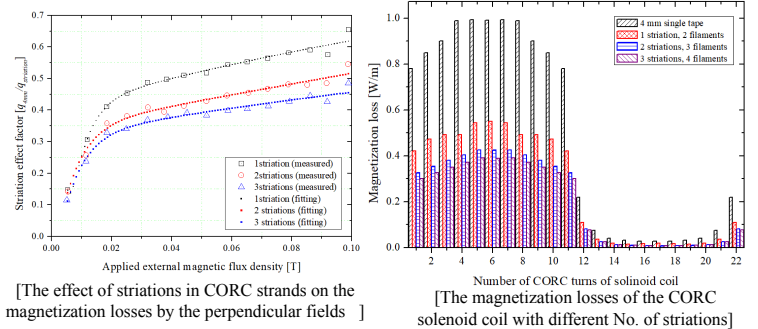 0.7
0.6
0.5
0.4
0.3
0.2
0.1
0.0
Striation effect factor [q4mm/qstriation]
1striation (measured)
2striations (measured)
3striations (measured)
1striation (fitting)
2 striations (fitting)
3 striations (fitting)
0.00 0.02 0.04 0.06 0.08 0.10
Applied external magnetic flux density [T]
[The effect of striations in CORC strands on the
magnetization losses by the perpendicular fields ]
1.0
0.8
0.6
0.4
0.2
0.0
Magnetization loss [W/m]
4 mm single tape
1 striation, 2 filaments
2 striations, 3 filaments
3 striations, 4 filaments
2 4 6 8 10 12 14 16 18 20 22
Number of CORC turns of solinoid coil
[The magnetization losses of the CORC
solenoid coil with different No. of striations]